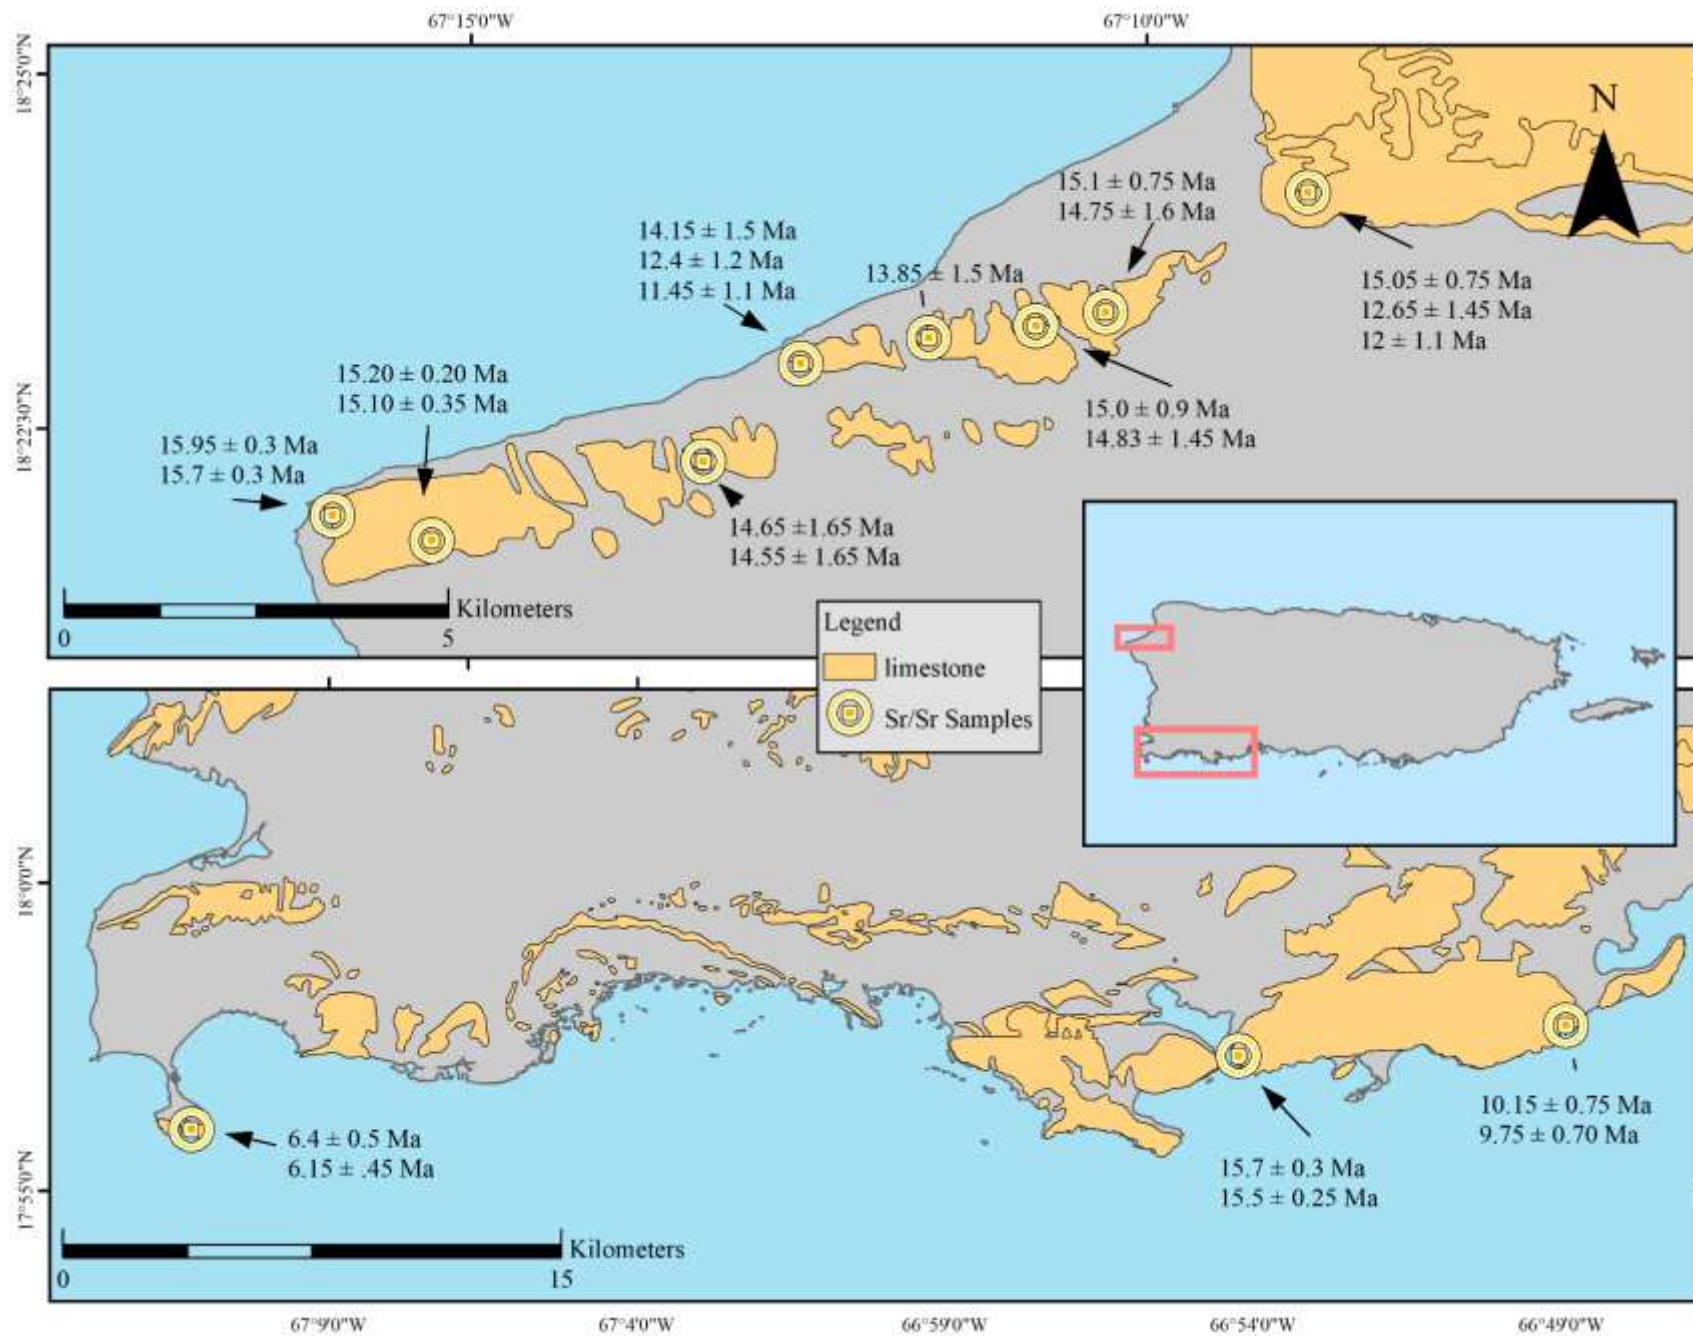 67°15'0"W
67°10'0"W
18°25'0"N
N
15.1 ± 0.75 Ma
14.75 ± 1.6 Ma
14.15 ± 1.5 Ma
12.4 ± 1.2 Ma
11.45 ± 1.1 Ma
13.85 ± 1.5 Ma
15.05 ± 0.75 Ma
12.65 ± 1.45 Ma
12 ± 1.1 Ma
15.20 ± 0.20 Ma
15.10 ± 0.35 Ma
15.0 ± 0.9 Ma
14.83 ± 1.45 Ma
18°22'30"N
15.95 ± 0.3 Ma
15.7 ± 0.3 Ma
14.65 ±1.65 Ma
14.55 ± 1.65 Ma
Kilometers
0
5
Legend
limestone
Sr/Sr Samples
18°0'0"N
6.4 ± 0.5 Ma
6.15 ± .45 Ma
10.15 ± 0.75 Ma
9.75 ± 0.70 Ma
15.7 ± 0.3 Ma
15.5 ± 0.25 Ma
17°55'0"N
Kilometers
0
15
67°9'0"W
67°4'0"W
66°59'0"W
66°54'0"W
66°49'0"W